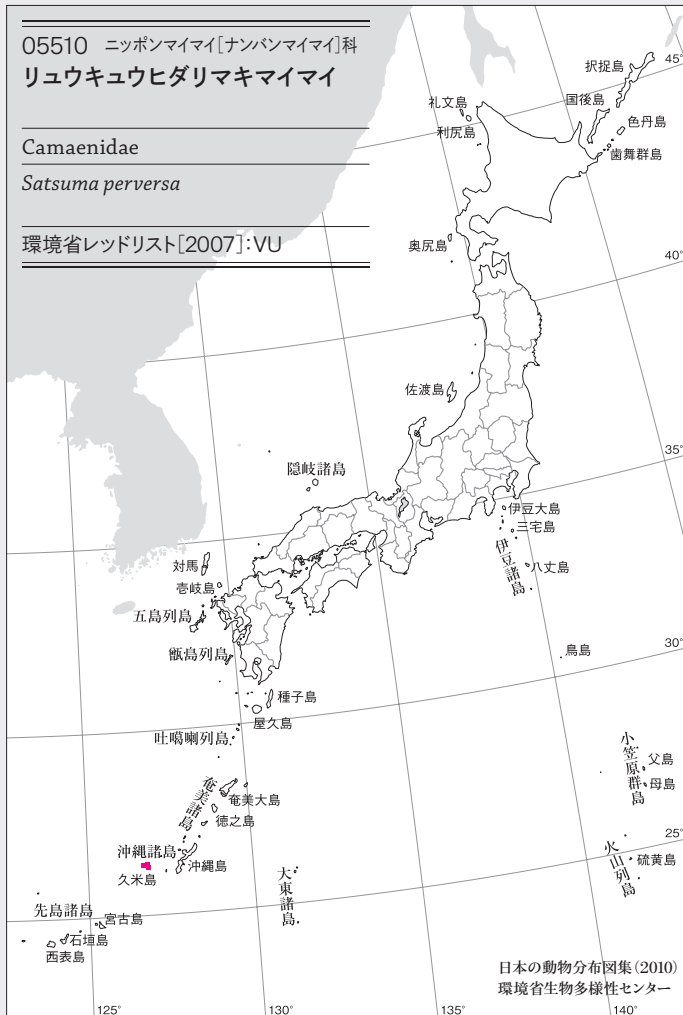 05510 ニッポンマイマイ[ナンバンマイマイ]科
リュウキュウヒダリマキマイマイ
Camaenidae
Satsuma perversa
環境省レッドリスト[2007]:VU
択捉島
45°
国後島
礼文島
色丹島
利尻島
歯舞群島
奥尻島
40°
佐渡島
35°
隠岐諸島
伊豆大島
三宅島
対馬
伊豆諸島
八丈島
壱岐島
五島列島
甑島列島
鳥島
30°
種子島
屋久島
吐噶喇列島
小笠原群島
父島
母島
奄美諸島
奄美大島
徳之島
25°
沖縄諸島
沖縄島
久米島
火山列島
硫黄島
大東諸島
先島諸島
宮古島
石垣島
西表島
日本の動物分布図集(2010)
環境省生物多様性センター
125°
130°
135°
140°